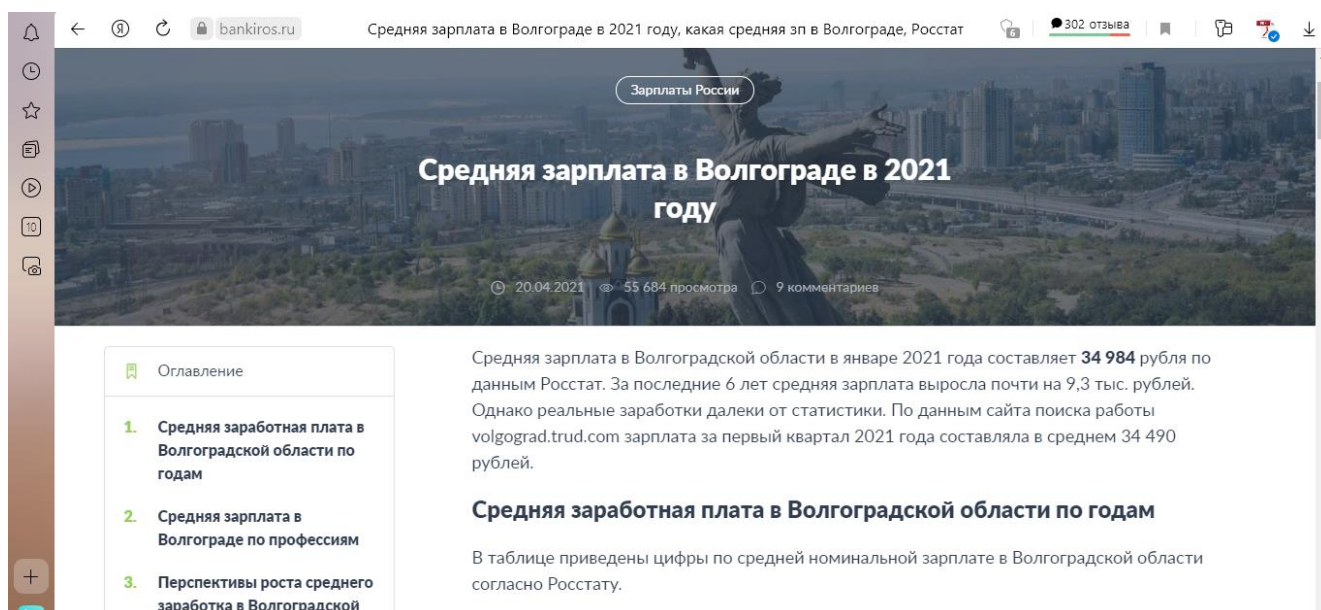 bankiros.ru
Средняя зарплата в Волгограде в 2021 году, какая средняя зп в Волгограде, Росстат
6
302 отзыва
10
Зарплаты России
Средняя зарплата в Волгограде в 2021
году
20.04.2021
55 684 просмотра
9 комментариев
Оглавление
1. Средняя заработная плата в
Волгоградской области по
годам
2. Средняя зарплата в
Волгограде по профессиям
3. Перспективы роста среднего
заработка в Волгоградской
Средняя зарплата в Волгоградской области в январе 2021 года составляет 34 984 рубля по
данным Росстат. За последние 6 лет средняя зарплата выросла почти на 9,3 тыс. рублей.
Однако реальные заработки далеки от статистики. По данным сайта поиска работы
volgograd.trud.com зарплата за первый квартал 2021 года составляла в среднем 34 490
рублей.
Средняя заработная плата в Волгоградской области по годам
В таблице приведены цифры по средней номинальной зарплате в Волгоградской области
согласно Росстату.